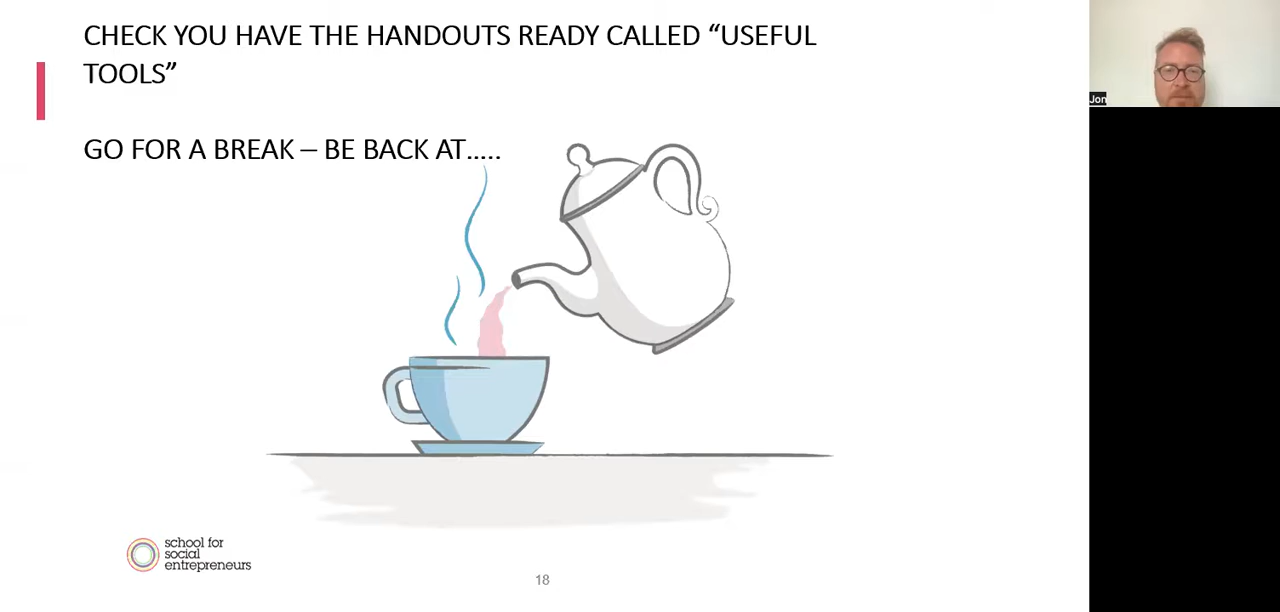 CHECK YOU HAVE THE HANDOUTS READY CALLED “USEFUL
TOOLS”
GO FOR A BREAK – BE BACK AT…..
Jon
school for
social
entrepreneurs
18